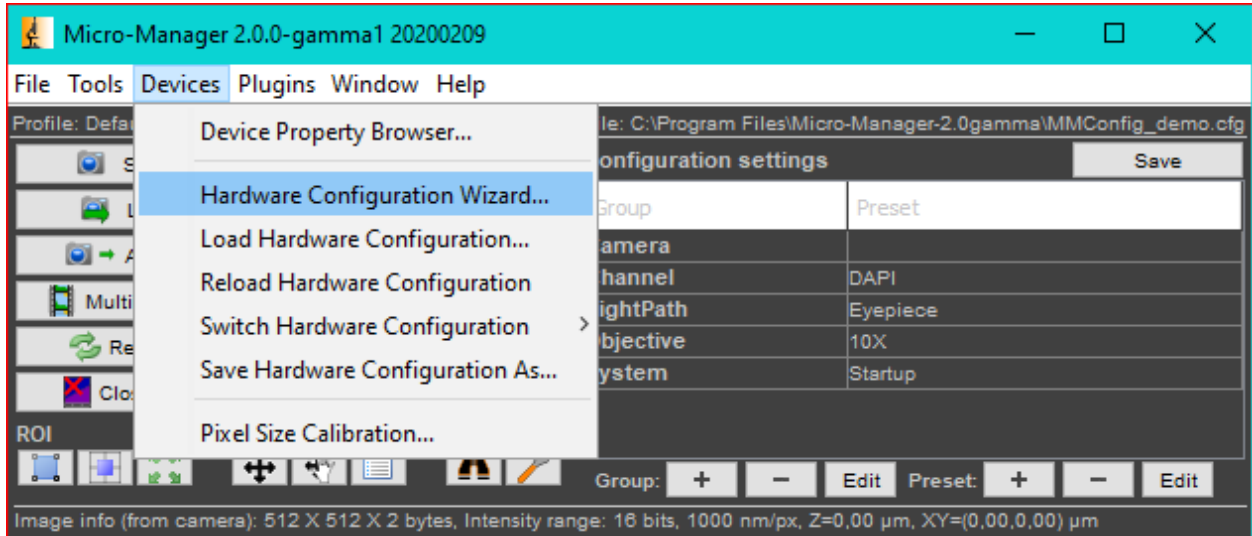 Micro-Manager 2.0.0-gamma1 20200209
File Tools Devices Plugins Window Help
Profile: Defau
le: C:\Program Files\Micro-Manager-2.0gamma\MMConfig_demo.cfg
Device Property Browser...
Hardware Configuration Wizard...
Load Hardware Configuration...
Reload Hardware Configuration
Switch Hardware Configuration
Save Hardware Configuration As...
Pixel Size Calibration...
S
L
A
Multi
Re
Clo
onfiguration settings Save
Group Preset
amera
hannel DAPI
ightPath Eyepiece
bjective 10X
ystem Startup
ROI
Group: + − Edit Preset: + − Edit
Image info (from camera): 512 X 512 X 2 bytes, Intensity range: 16 bits, 1000 nm/px, Z=0,00 μm, XY=(0,00,0,00) μm